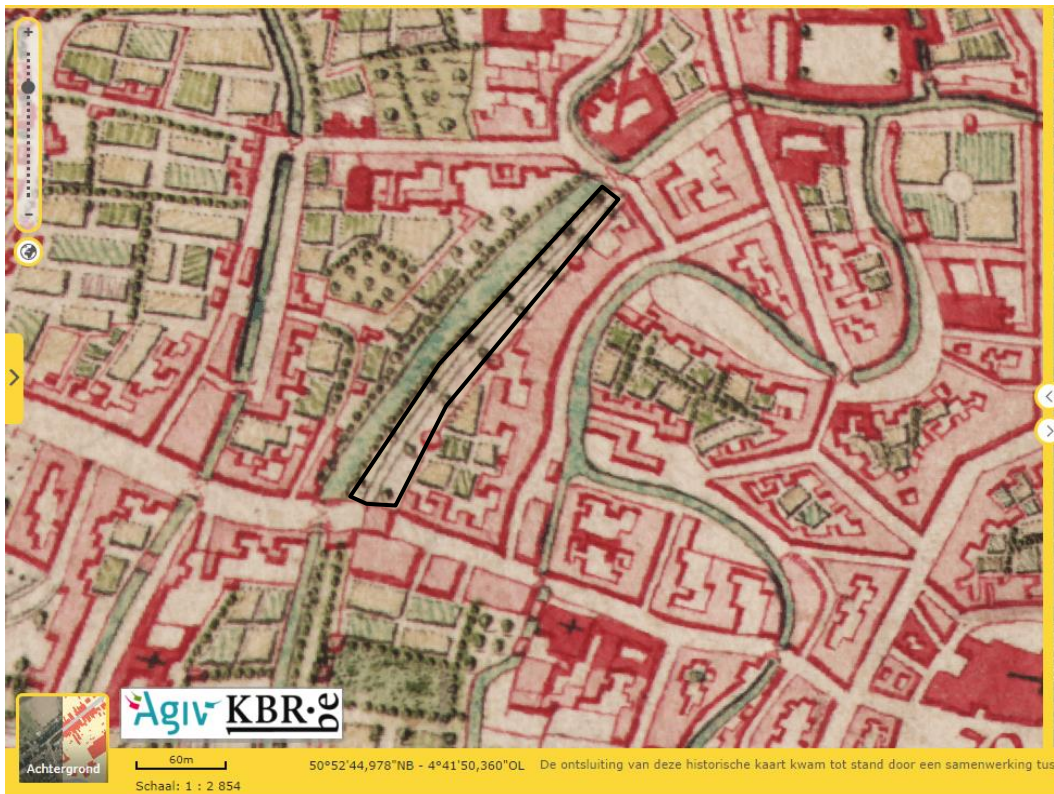 +
−
Achtergrond
Agiv KBR.be
60m
Schaal: 1 : 2 854
50°52'44,978"NB - 4°41'50,360"OL De ontsluiting van deze historische kaart kwam tot stand door een samenwerking tus